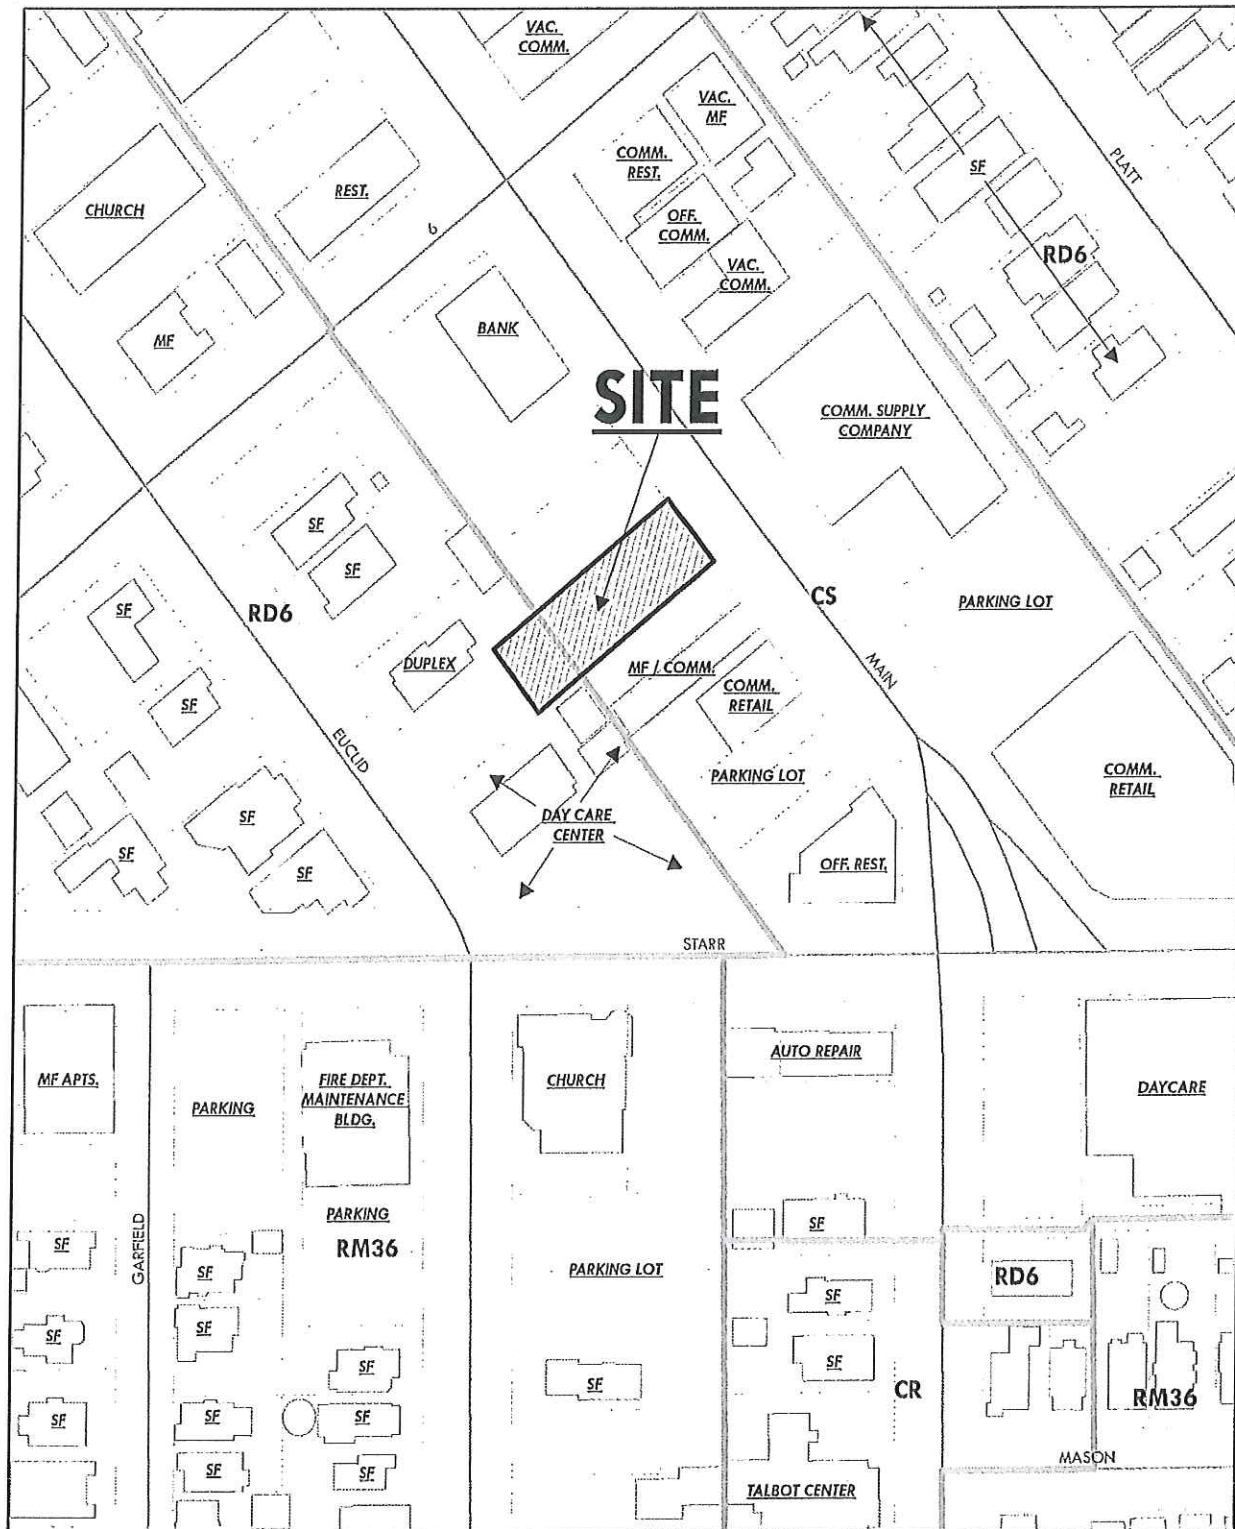 VAC.
COMM.
VAC.
MF
COMM.
REST.
PLATT
SF
REST.
CHURCH
OFF.
COMM.
6
RD6
VAC.
COMM.
BANK
MF
SITE
COMM. SUPPLY
COMPANY
SF
SF
CS
PARKING LOT
SF
RD6
DUPLEX
MF / COMM.
MAIN
COMM.
RETAIL
SF
EUCLID
PARKING LOT
COMM.
RETAIL
SF
DAY CARE
CENTER
SF
SF
OFF. REST.
STARR
AUTO REPAIR
MF APTS.
FIRE DEPT.
MAINTENANCE
BLDG.
CHURCH
DAYCARE
PARKING
PARKING
SF
GARFIELD
SF
RM36
SF
PARKING LOT
RD6
SF
SF
SF
SF
SF
SF
CR
RM36
SF
SF
SF
SF
SF
MASON
TALBOT CENTER